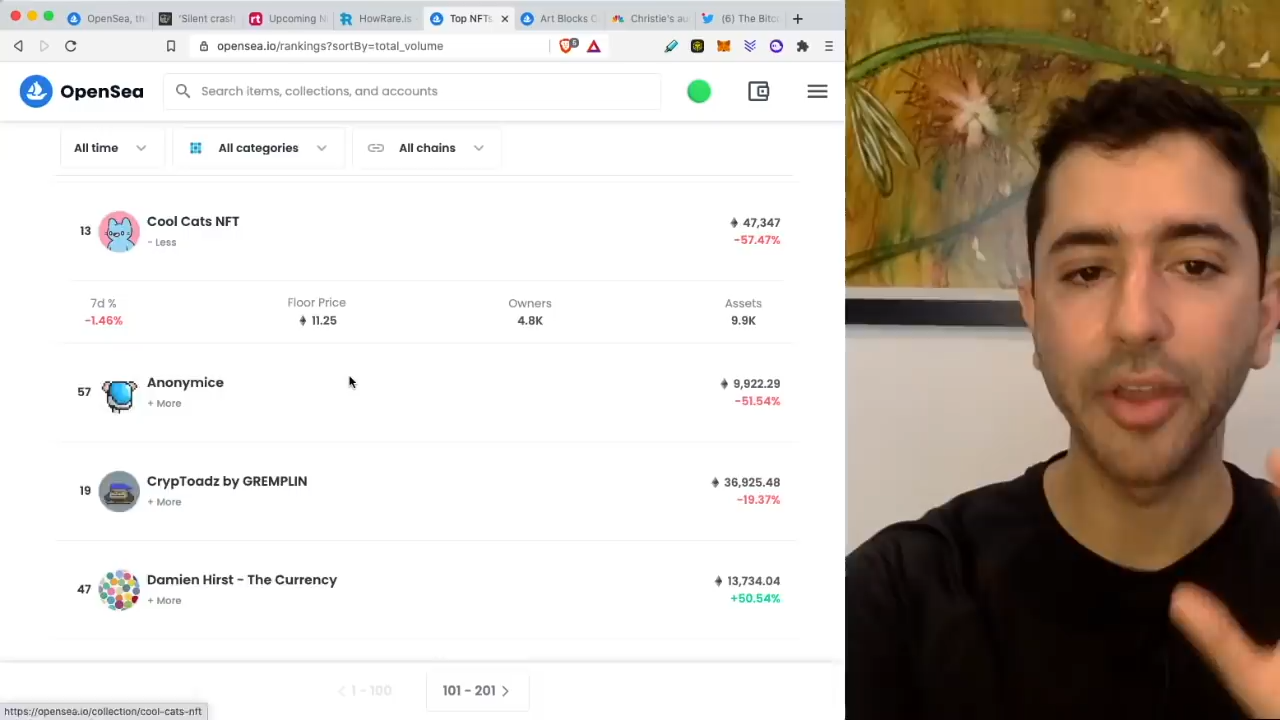 OpenSea, th
"Silent crash
Upcoming N
HowRare.is
Top NFTs
Art Blocks C
Christie's au
(6) The Bitc
opensea.io/rankings?sortBy=total_volume
OpenSea
Search items, collections, and accounts
All time
All categories
All chains
13
Cool Cats NFT
- Less
47,347
-57.47%
7d %
Floor Price
Owners
Assets
-1.46%
11.25
4.8K
9.9K
57
Anonymice
+ More
9,922.29
-51.54%
19
CrypToadz by GREMPLIN
+ More
36,925.48
-19.37%
47
Damien Hirst - The Currency
+ More
13,734.04
+50.54%
1 - 100
101 - 201
https://opensea.io/collection/cool-cats-nft